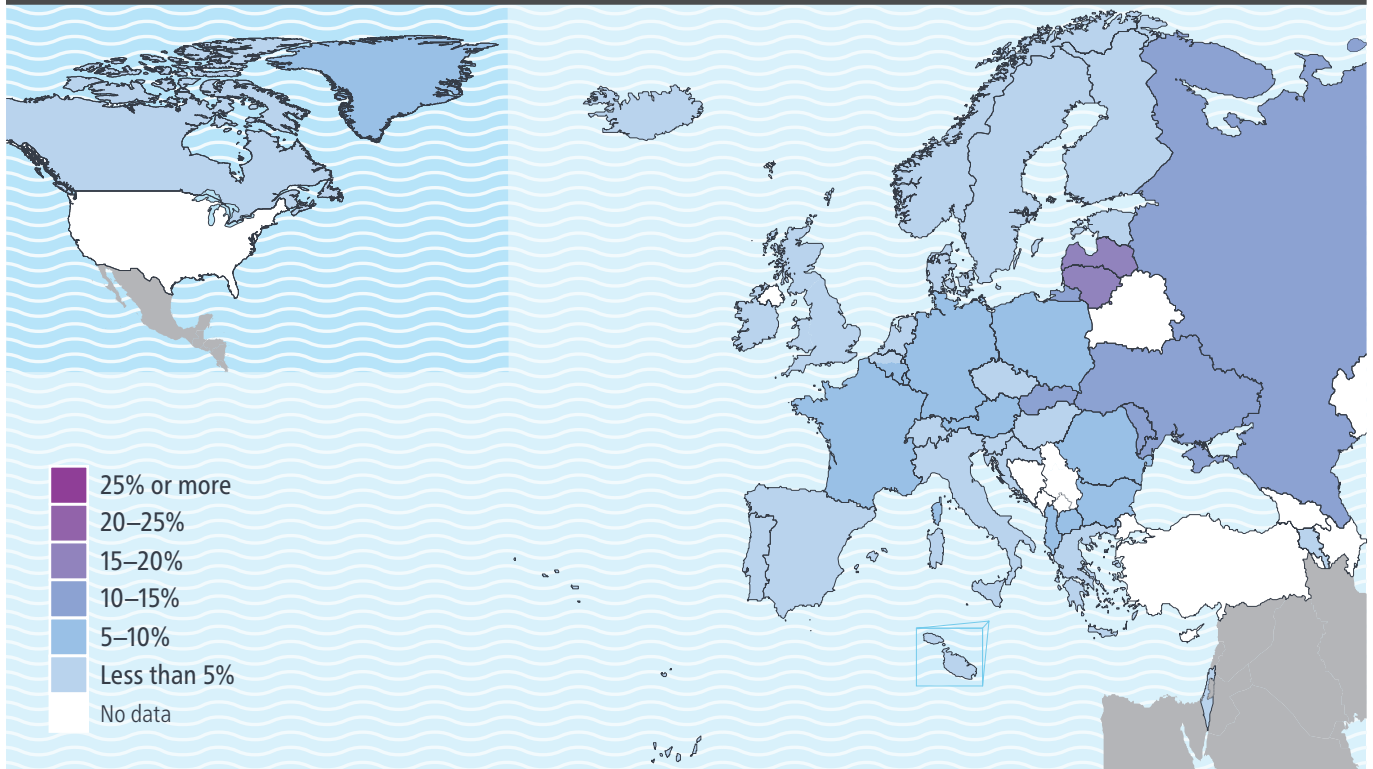 25% or more
20–25%
15–20%
10–15%
5–10%
Less than 5%
No data